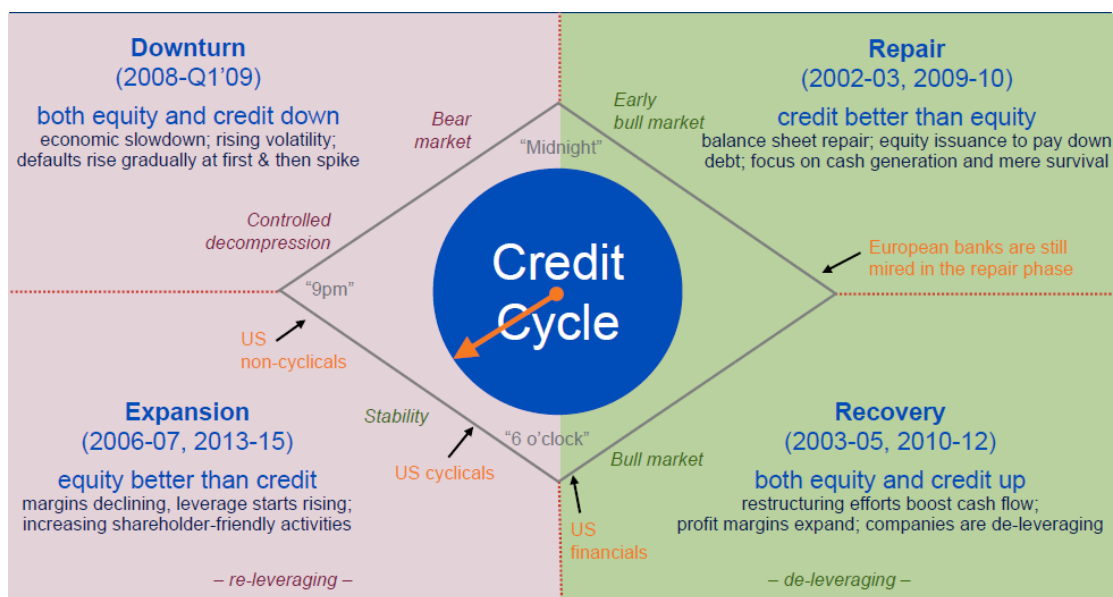 Downturn
(2008-Q1'09)
both equity and credit down
economic slowdown; rising volatility;
defaults rise gradually at first & then spike
Bear
market
Controlled
decompression
"9pm"
"Midnight"
Early
bull market
Repair
(2002-03, 2009-10)
credit better than equity
balance sheet repair; equity issuance to pay down
debt; focus on cash generation and mere survival
European banks are still
mired in the repair phase
Credit
Cycle
US
non-cyclicals
Expansion
(2006-07, 2013-15)
equity better than credit
margins declining, leverage starts rising;
increasing shareholder-friendly activities
Stability
US cyclicals
"6 o'clock"
Bull market
US
financials
Recovery
(2003-05, 2010-12)
both equity and credit up
restructuring efforts boost cash flow;
profit margins expand; companies are de-leveraging
– re-leveraging –
– de-leveraging –